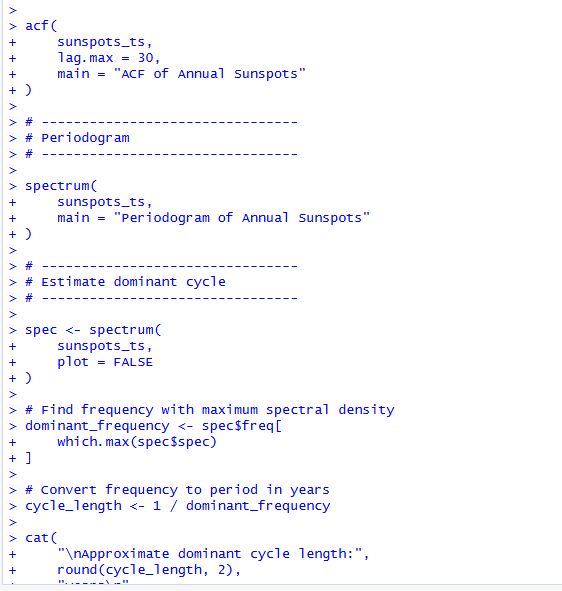 >
> acf(
+     sunspots_ts,
+     lag.max = 30,
+     main = "ACF of Annual Sunspots"
+ )
>
> # --------------------------------
> # Periodogram
> # --------------------------------
>
> spectrum(
+     sunspots_ts,
+     main = "Periodogram of Annual Sunspots"
+ )
>
> # --------------------------------
> # Estimate dominant cycle
> # --------------------------------
>
> spec <- spectrum(
+     sunspots_ts,
+     plot = FALSE
+ )
>
> # Find frequency with maximum spectral density
> dominant_frequency <- spec$freq[
+     which.max(spec$spec)
+ ]
>
> # Convert frequency to period in years
> cycle_length <- 1 / dominant_frequency
>
> cat(
+     "\nApproximate dominant cycle length:",
+     round(cycle_length, 2),